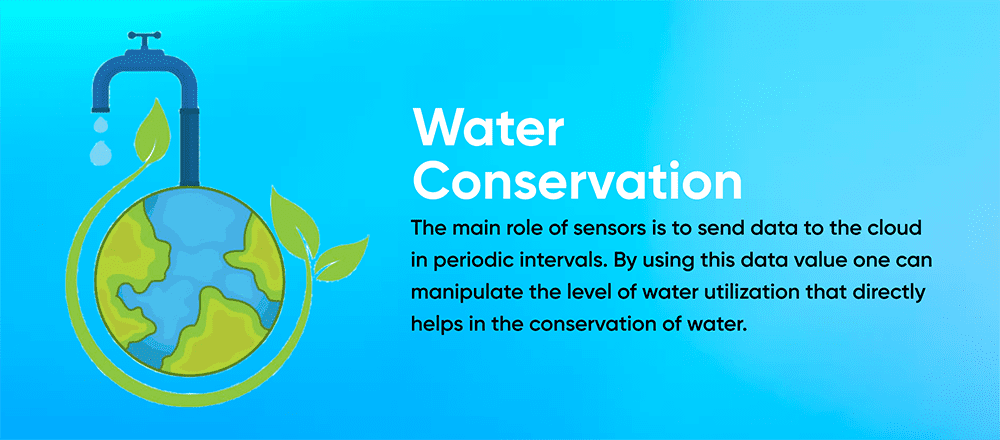 Water
Conservation
The main role of sensors is to send data to the cloud
in periodic intervals. By using this data value one can
manipulate the level of water utilization that directly
helps in the conservation of water.